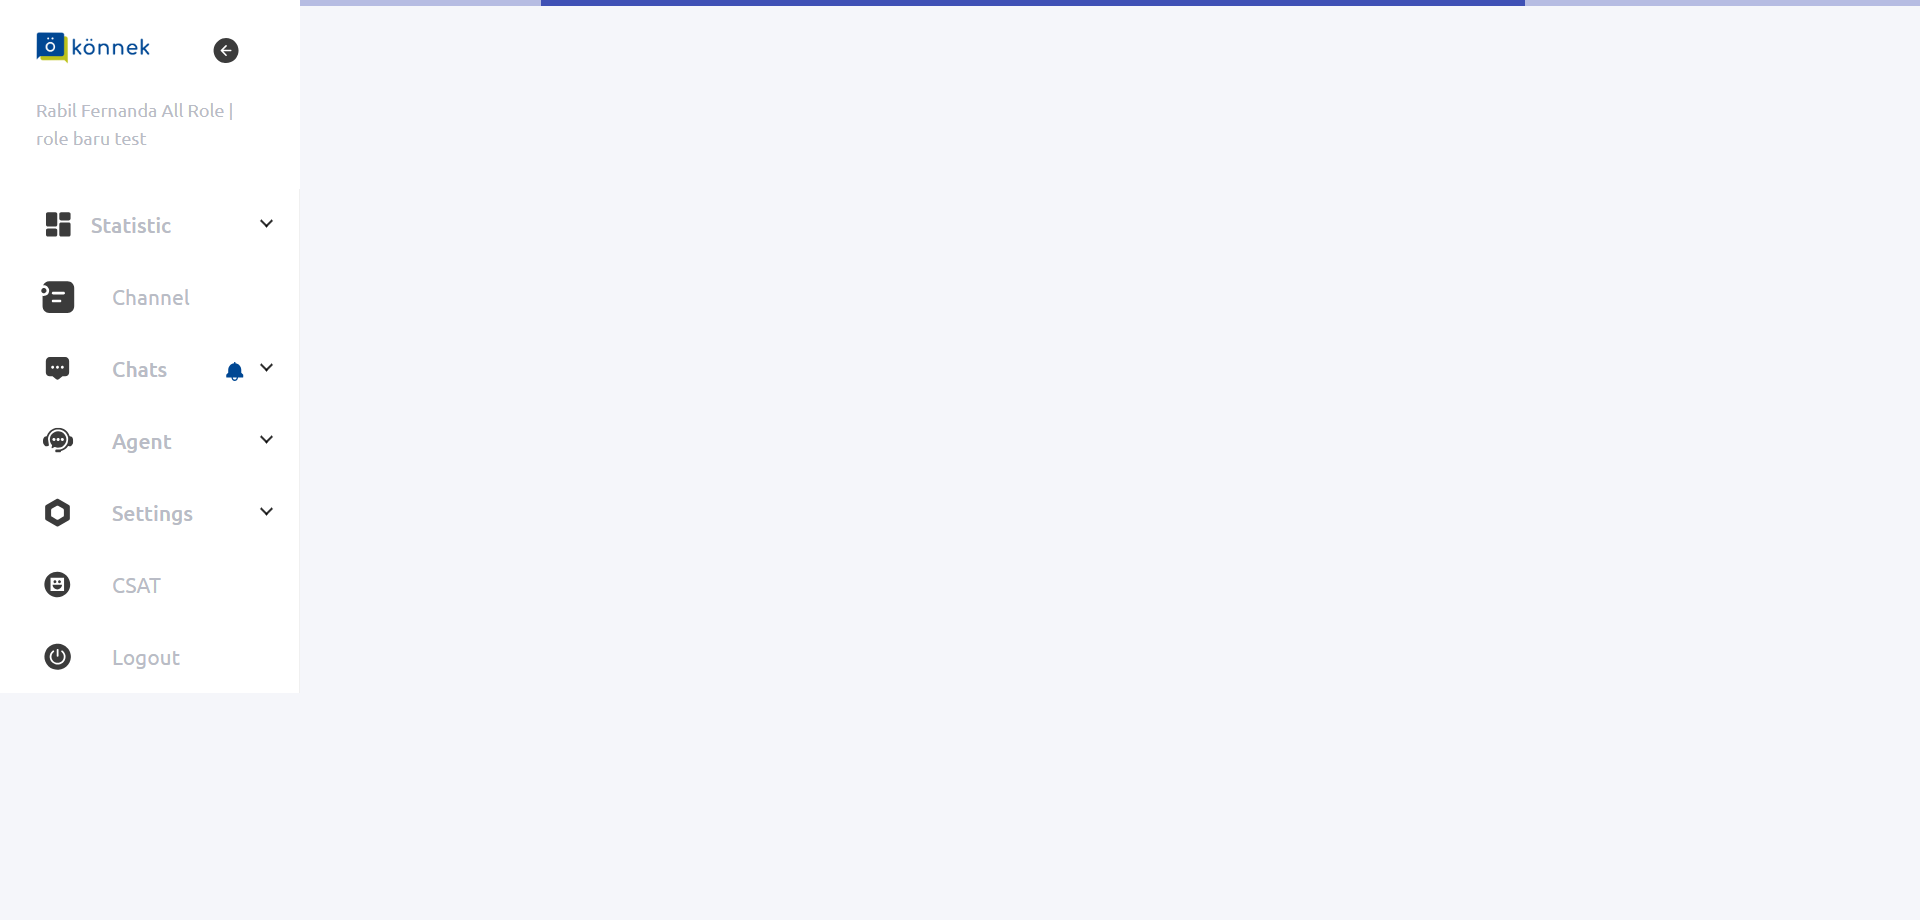 könnek
Rabil Fernanda All Role |
role baru test
Statistic
Channel
Chats
Agent
Settings
CSAT
Logout